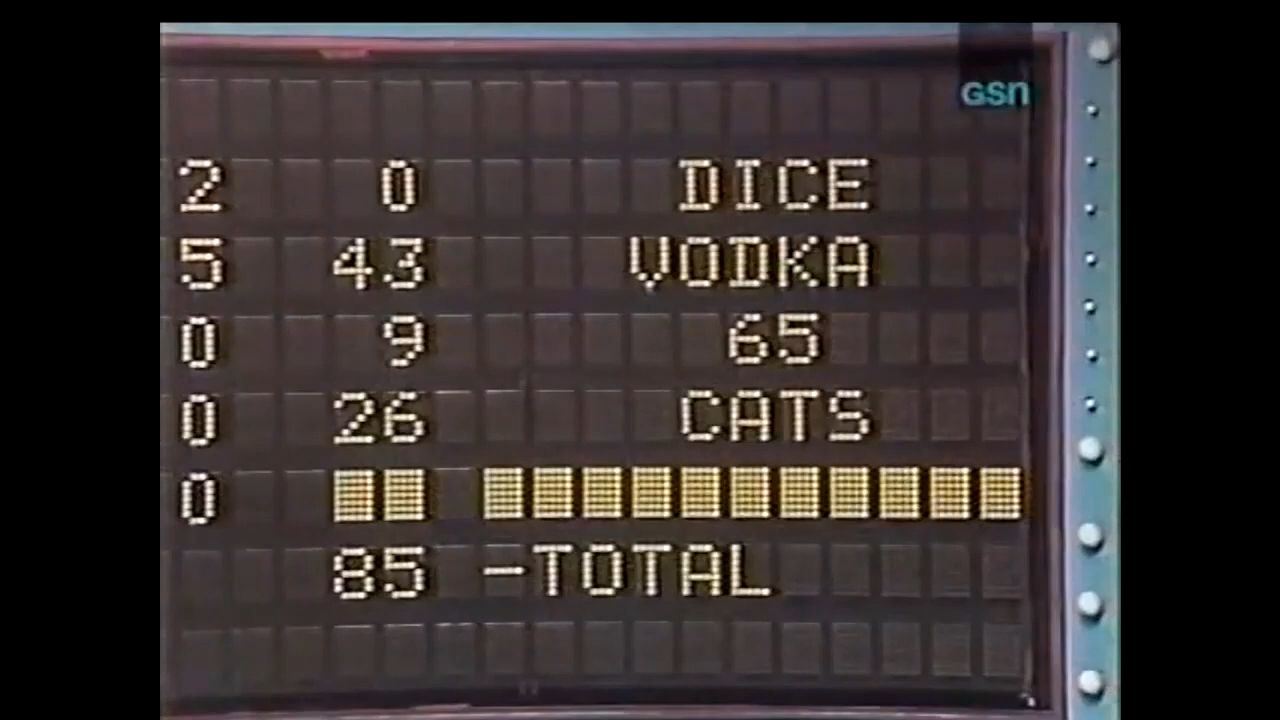 GSN
2 0 DICE
5 43 VODKA
0 9 65
0 26 CATS
0
85 -TOTAL